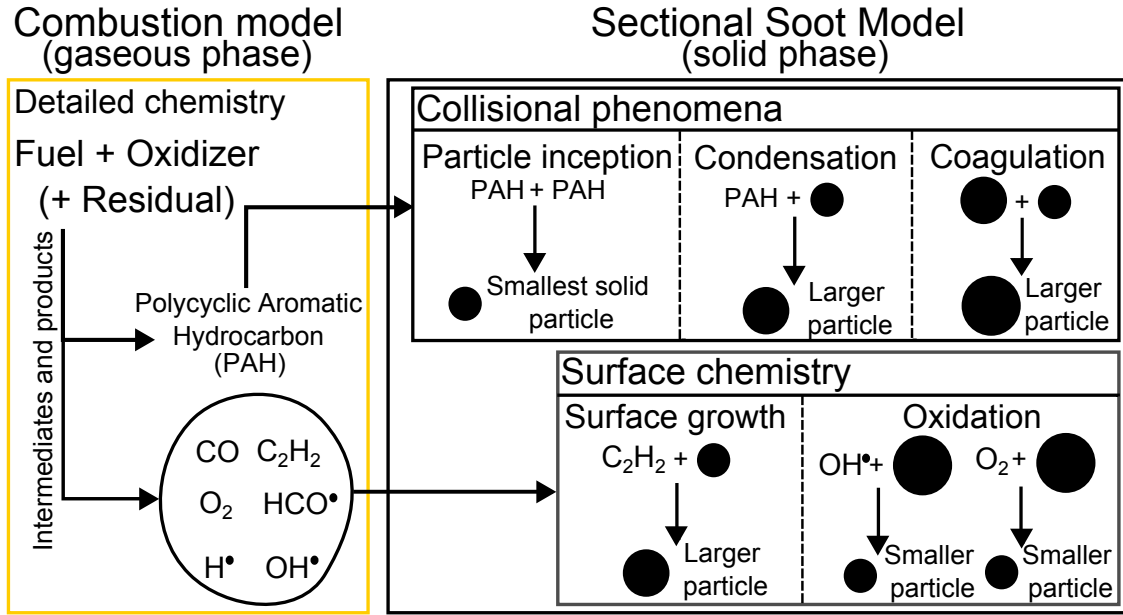 Combustion model
(gaseous phase)
Detailed chemistry
Fuel + Oxidizer
(+ Residual)
Intermediates and products
Polycyclic Aromatic
Hydrocarbon
(PAH)
CO C₂H₂
O₂ HCO•
H• OH•
Sectional Soot Model
(solid phase)
Collisional phenomena
Particle inception
PAH + PAH
Smallest solid
particle
Condensation
PAH +
Larger
particle
Coagulation
+
Larger
particle
Surface chemistry
Surface growth
C₂H₂ +
Larger
particle
Oxidation
OH•+
Smaller
particle
O₂+
Smaller
particle